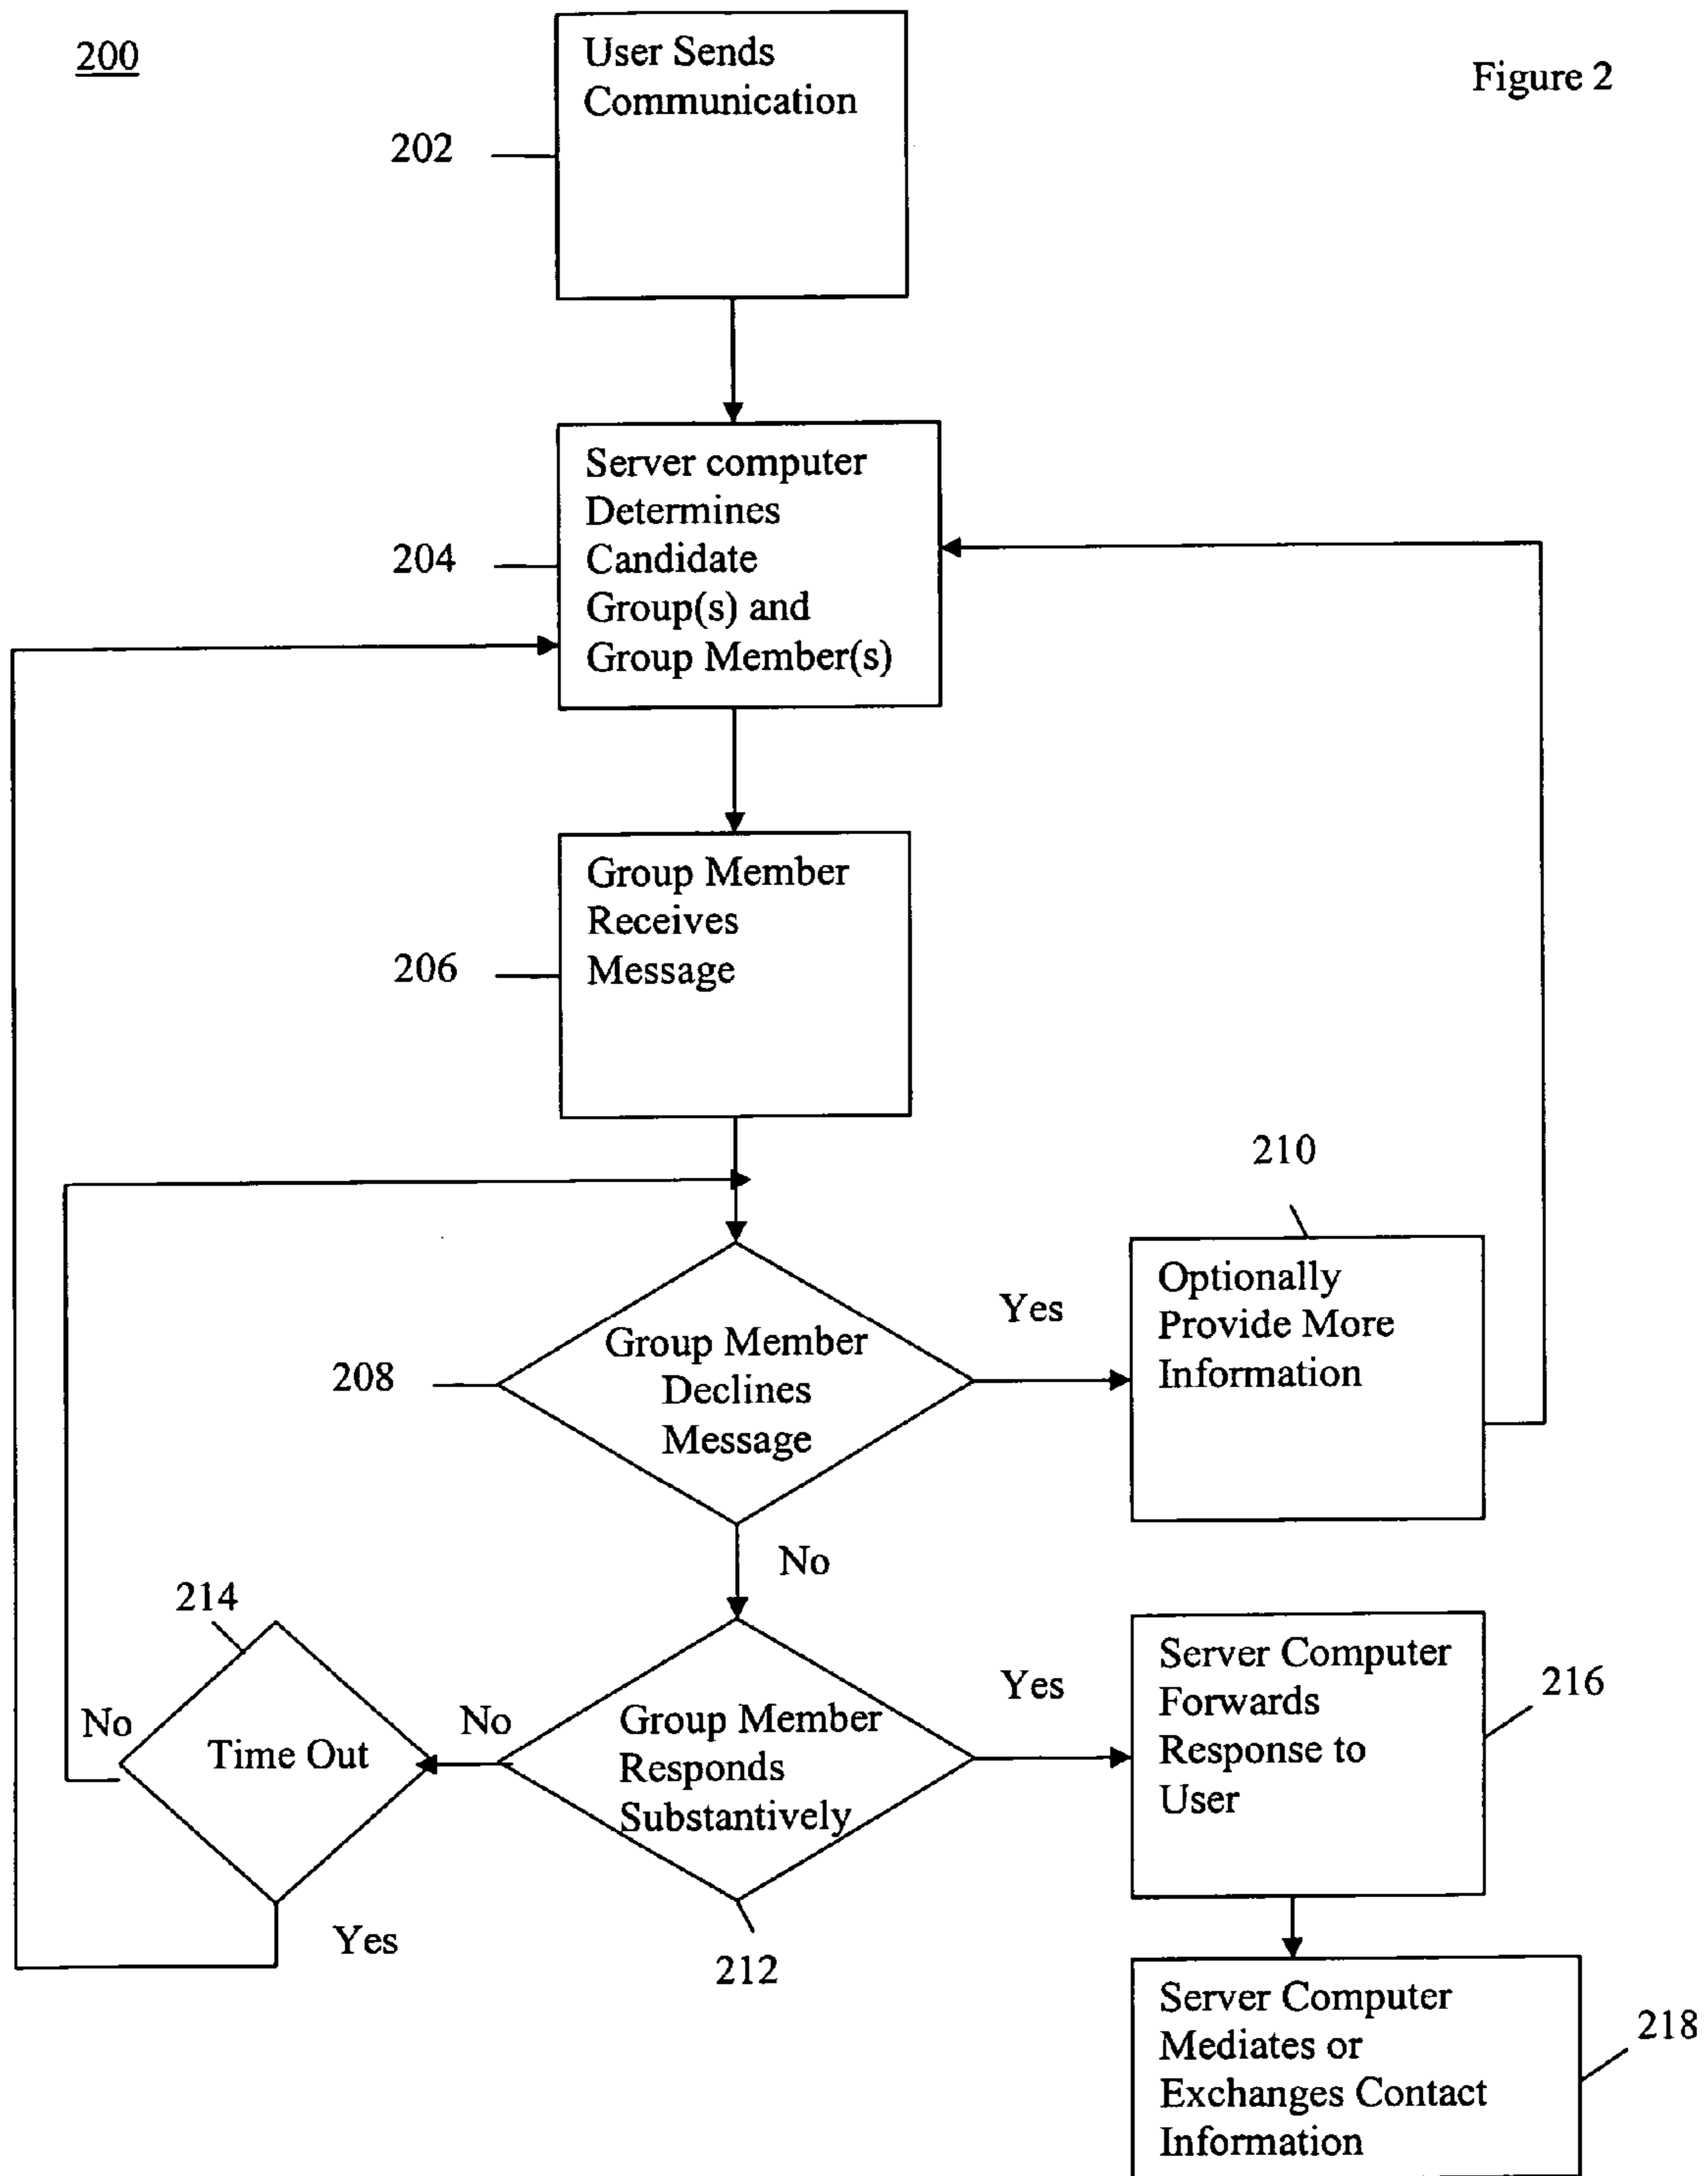 200
Figure 2
User Sends
Communication
202
Server computer
Determines
Candidate
Group(s) and
Group Member(s)
204
Group Member
Receives
Message
206
210
Optionally
Provide More
Information
Yes
Group Member
Declines
Message
208
No
214
Time Out
No
Yes
No
Group Member
Responds
Substantively
212
Yes
Server Computer
Forwards
Response to
User
216
Server Computer
Mediates or
Exchanges Contact
Information
218